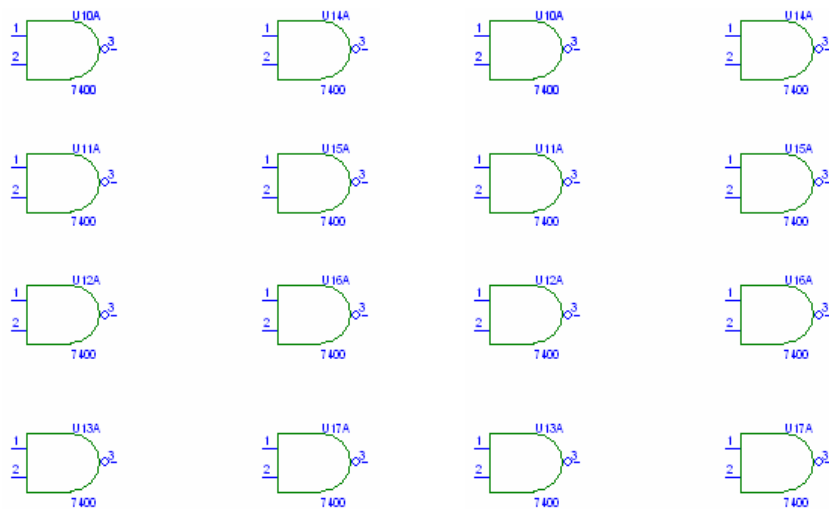 U10A U14A U10A U14A
1 3 1 3 1 3 1 3
2 2 2 2
7400 7400 7400 7400
U11A U15A U11A U15A
1 3 1 3 1 3 1 3
2 2 2 2
7400 7400 7400 7400
U12A U16A U12A U16A
1 3 1 3 1 3 1 3
2 2 2 2
7400 7400 7400 7400
U13A U17A U13A U17A
1 3 1 3 1 3 1 3
2 2 2 2
7400 7400 7400 7400